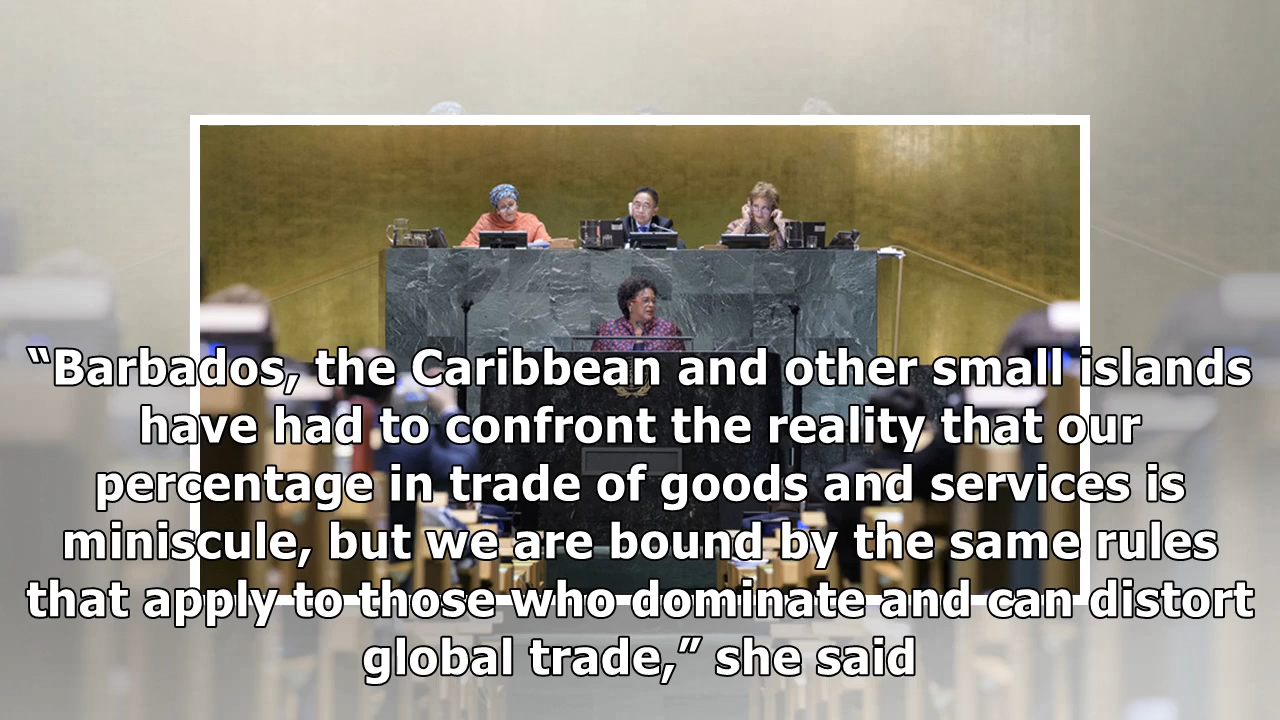 “Barbados, the Caribbean and other small islands
have had to confront the reality that our
percentage in trade of goods and services is
miniscule, but we are bound by the same rules
that apply to those who dominate and can distort
global trade,” she said